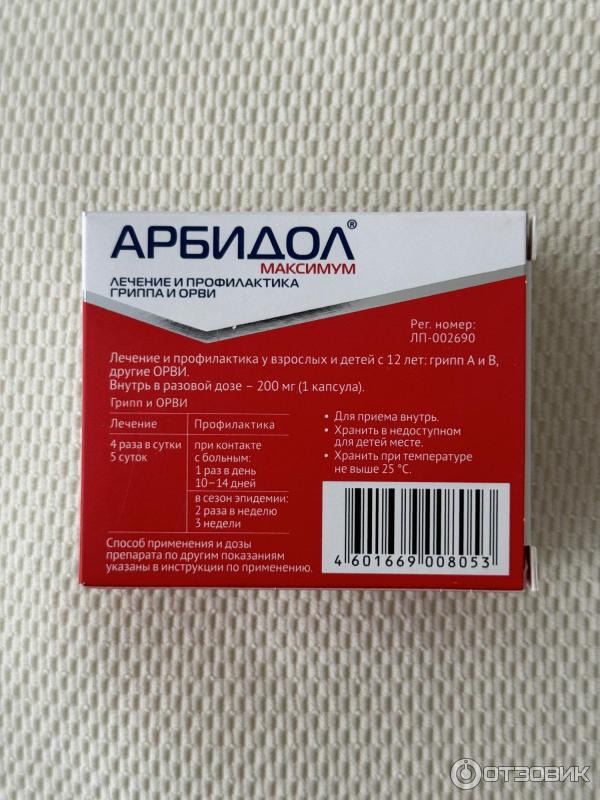 АРБИДОЛ®
МАКСИМУМ
ЛЕЧЕНИЕ И ПРОФИЛАКТИКА
ГРИППА И ОРВИ
Рег. номер:
ЛП-002690
Лечение и профилактика у взрослых и детей с 12 лет: грипп А и В,
другие ОРВИ.
Внутрь в разовой дозе – 200 мг (1 капсула).
Грипп и ОРВИ
Лечение
Профилактика
4 раза в сутки
5 суток
при контакте
с больным:
1 раз в день
10–14 дней
в сезон эпидемии:
2 раза в неделю
3 недели
• Для приема внутрь.
• Хранить в недоступном
для детей месте.
• Хранить при температуре
не выше 25 °С.
Способ применения и дозы
препарата по другим показаниям
указаны в инструкции по применению.
4 601669 008053
ОТЗОВИК